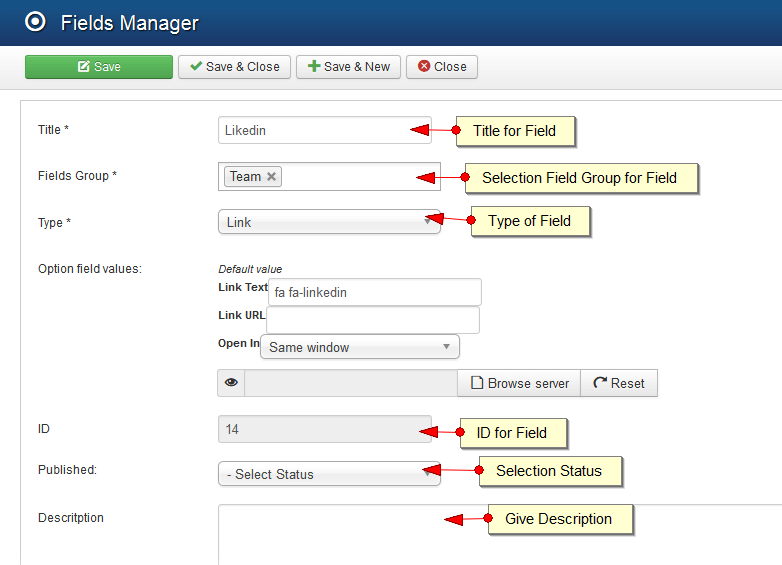 Fields Manager
Save Save & Close Save & New Close
Title * Likedin Title for Field
Fields Group * Team Selection Field Group for Field
Type * Link Type of Field
Option field values: Default value
Link Text fa fa-linkedin
Link URL
Open In Same window
Browse server Reset
ID 14 ID for Field
Published: - Select Status Selection Status
Descritption Give Description